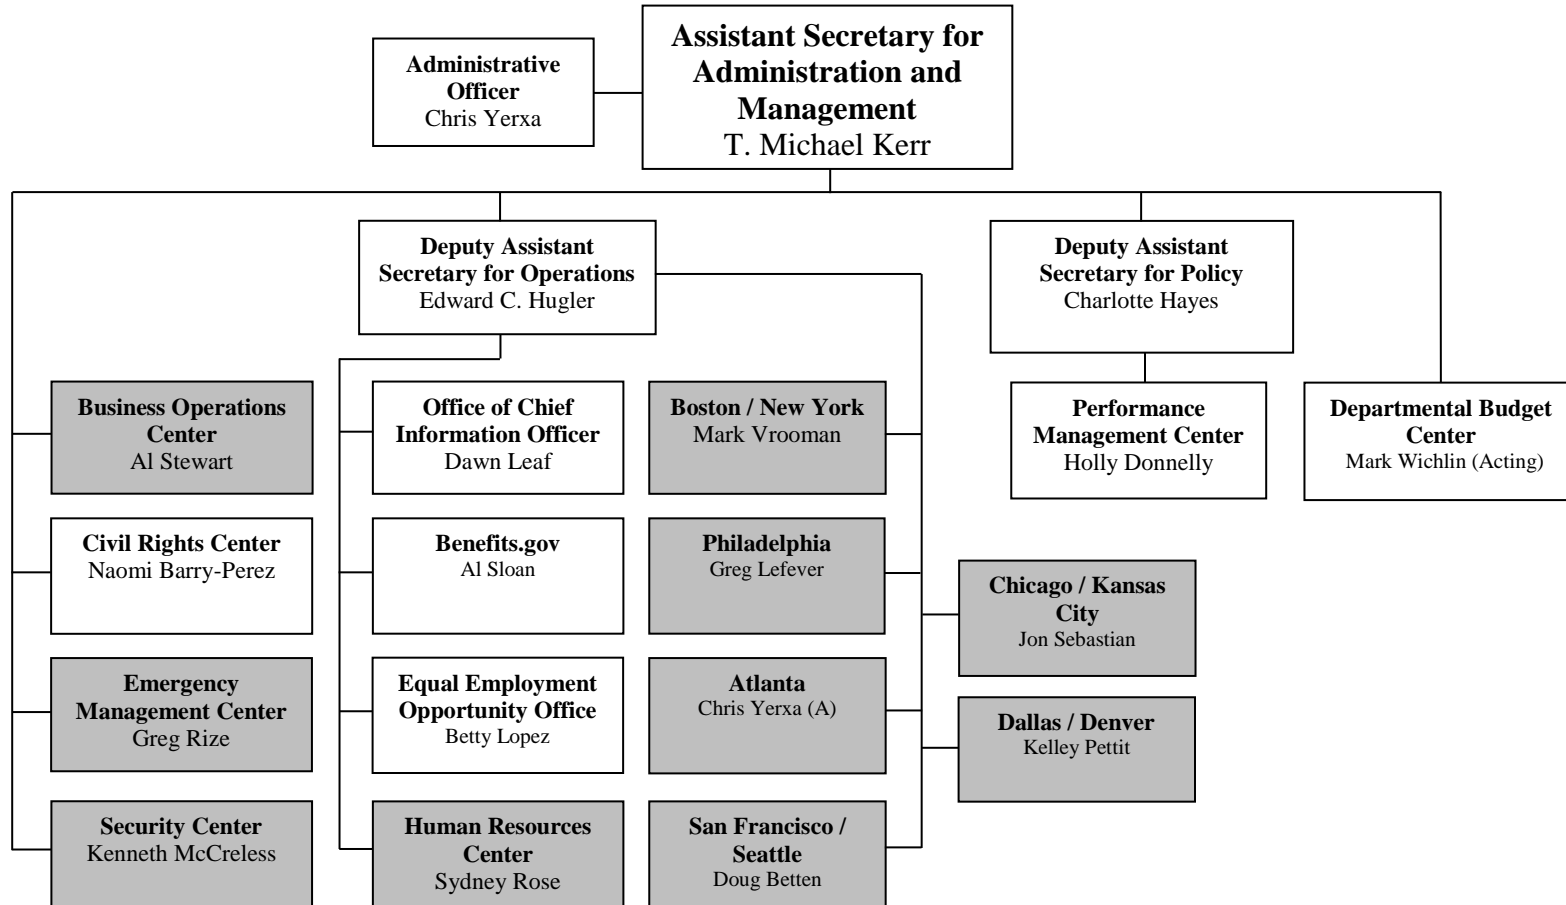 Administrative
Officer
Chris Yerxa
Assistant Secretary for
Administration and
Management
T. Michael Kerr
Deputy Assistant
Secretary for Operations
Edward C. Hugler
Deputy Assistant
Secretary for Policy
Charlotte Hayes
Business Operations
Center
Al Stewart
Office of Chief
Information Officer
Dawn Leaf
Boston / New York
Mark Vrooman
Performance
Management Center
Holly Donnelly
Departmental Budget
Center
Mark Wichlin (Acting)
Civil Rights Center
Naomi Barry-Perez
Benefits.gov
Al Sloan
Philadelphia
Greg Lefever
Chicago / Kansas
City
Jon Sebastian
Emergency
Management Center
Greg Rize
Equal Employment
Opportunity Office
Betty Lopez
Atlanta
Chris Yerxa (A)
Dallas / Denver
Kelley Pettit
Security Center
Kenneth McCreless
Human Resources
Center
Sydney Rose
San Francisco /
Seattle
Doug Betten